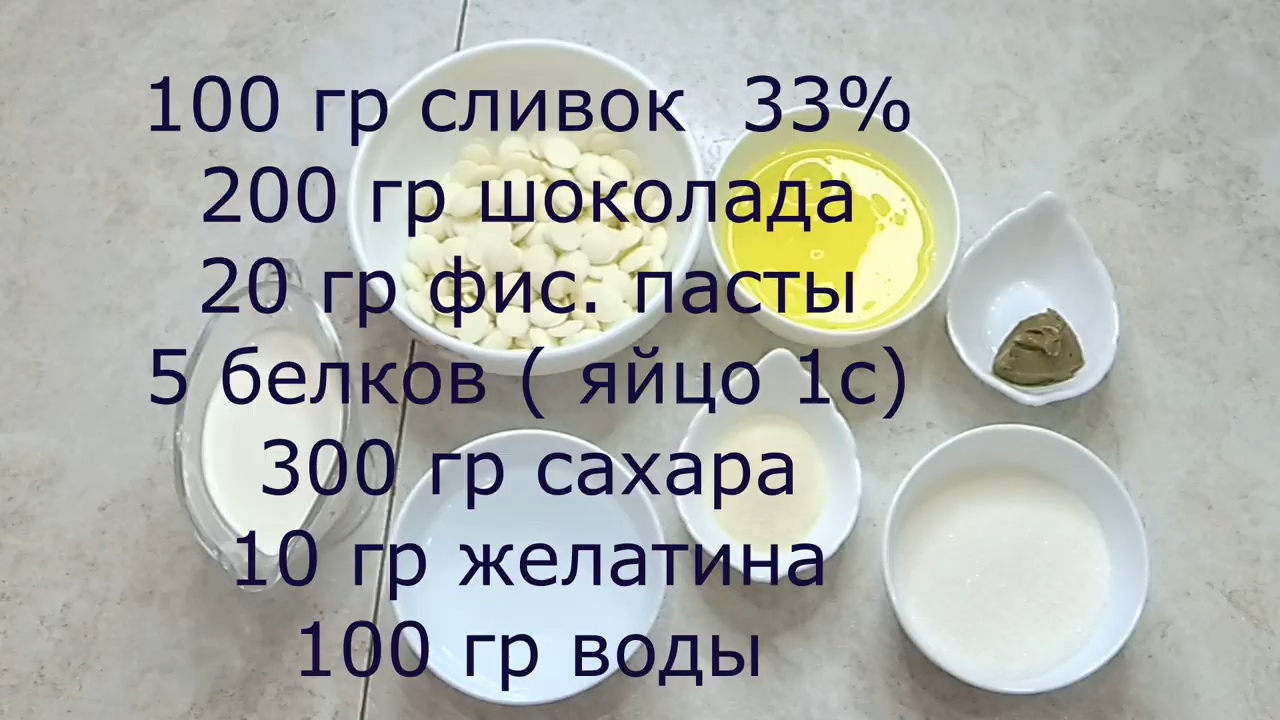 100 гр сливок 33%
200 гр шоколада
20 гр фис. пасты
5 белков ( яйцо 1с)
300 гр сахара
10 гр желатина
100 гр воды